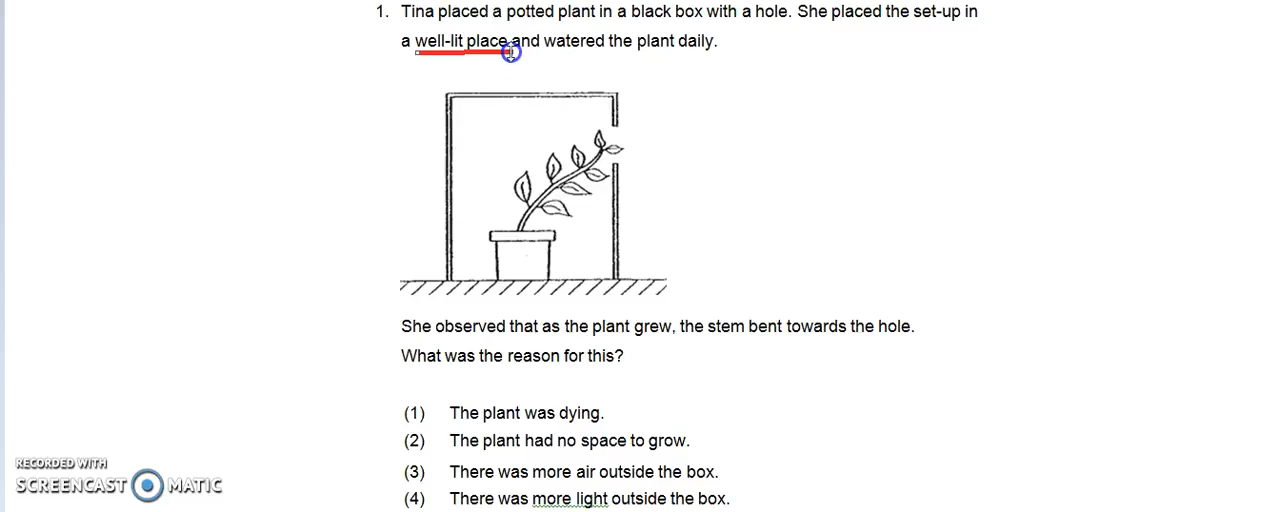 1. Tina placed a potted plant in a black box with a hole. She placed the set-up in
a well-lit place and watered the plant daily.
She observed that as the plant grew, the stem bent towards the hole.
What was the reason for this?
(1) The plant was dying.
(2) The plant had no space to grow.
(3) There was more air outside the box.
(4) There was more light outside the box.
RECORDED WITH
SCREENCAST MATIC